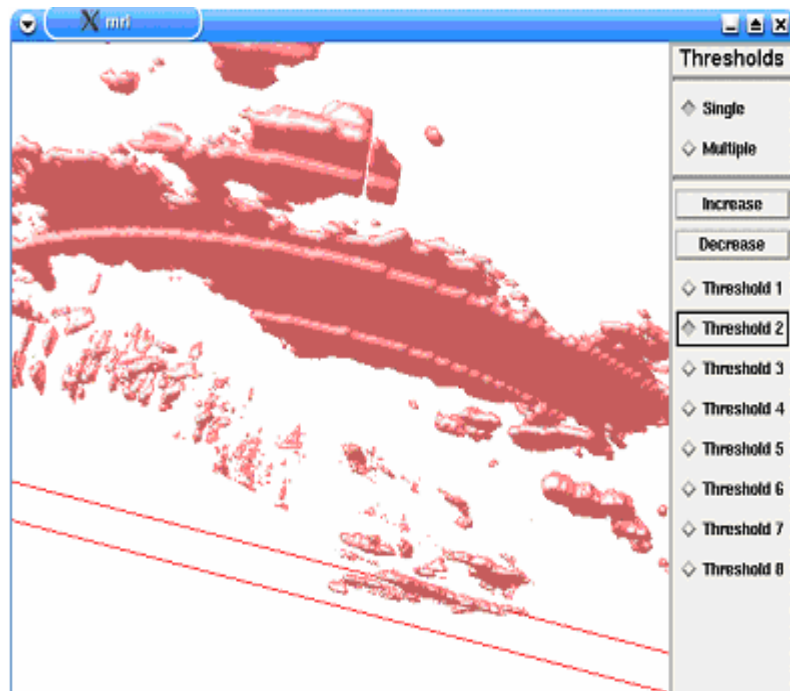 mri
Thresholds
Single
Multiple
Increase
Decrease
Threshold 1
Threshold 2
Threshold 3
Threshold 4
Threshold 5
Threshold 6
Threshold 7
Threshold 8